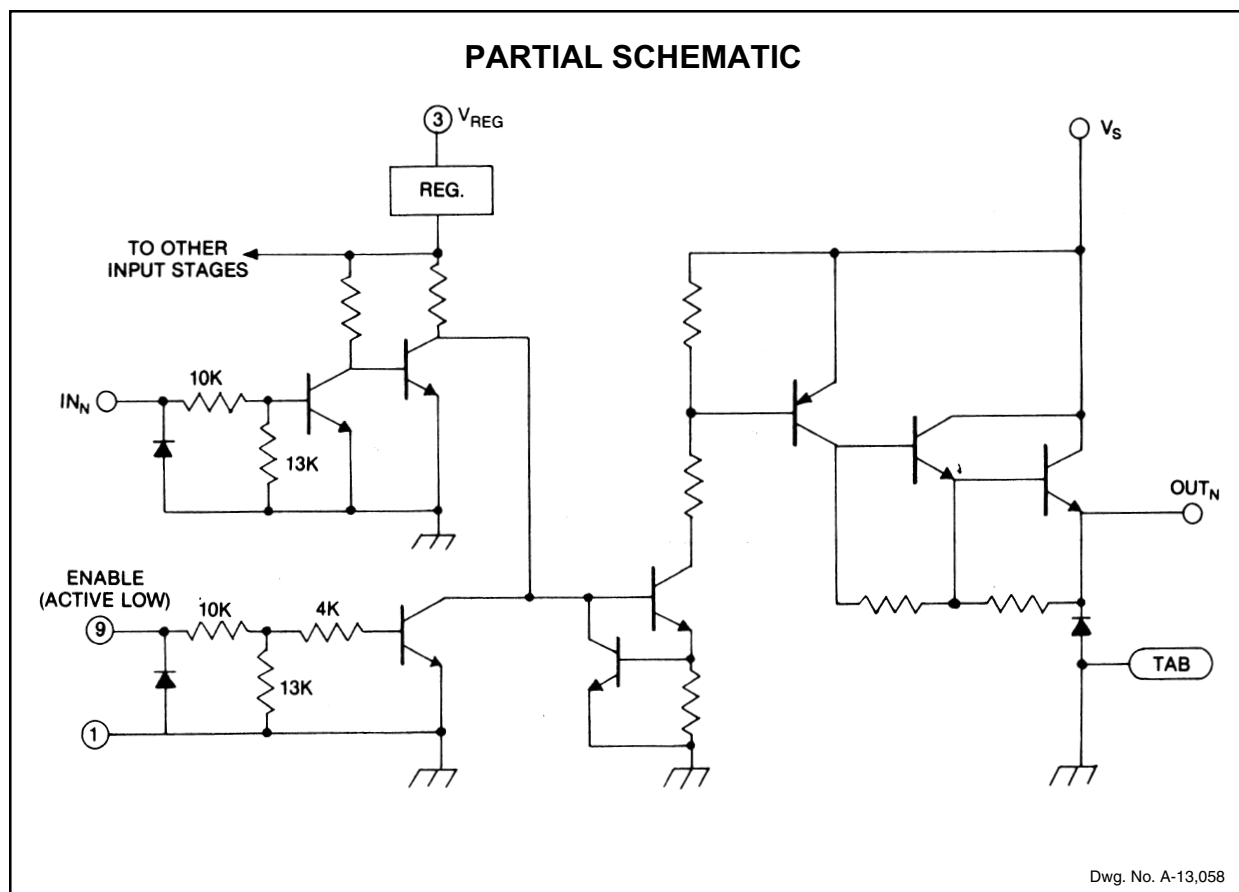 PARTIAL SCHEMATIC
3 VREG
VS
REG.
TO OTHER
INPUT STAGES
10K
INN
13K
OUTN
ENABLE
(ACTIVE LOW)
10K
4K
9
TAB
13K
1
Dwg. No. A-13,058